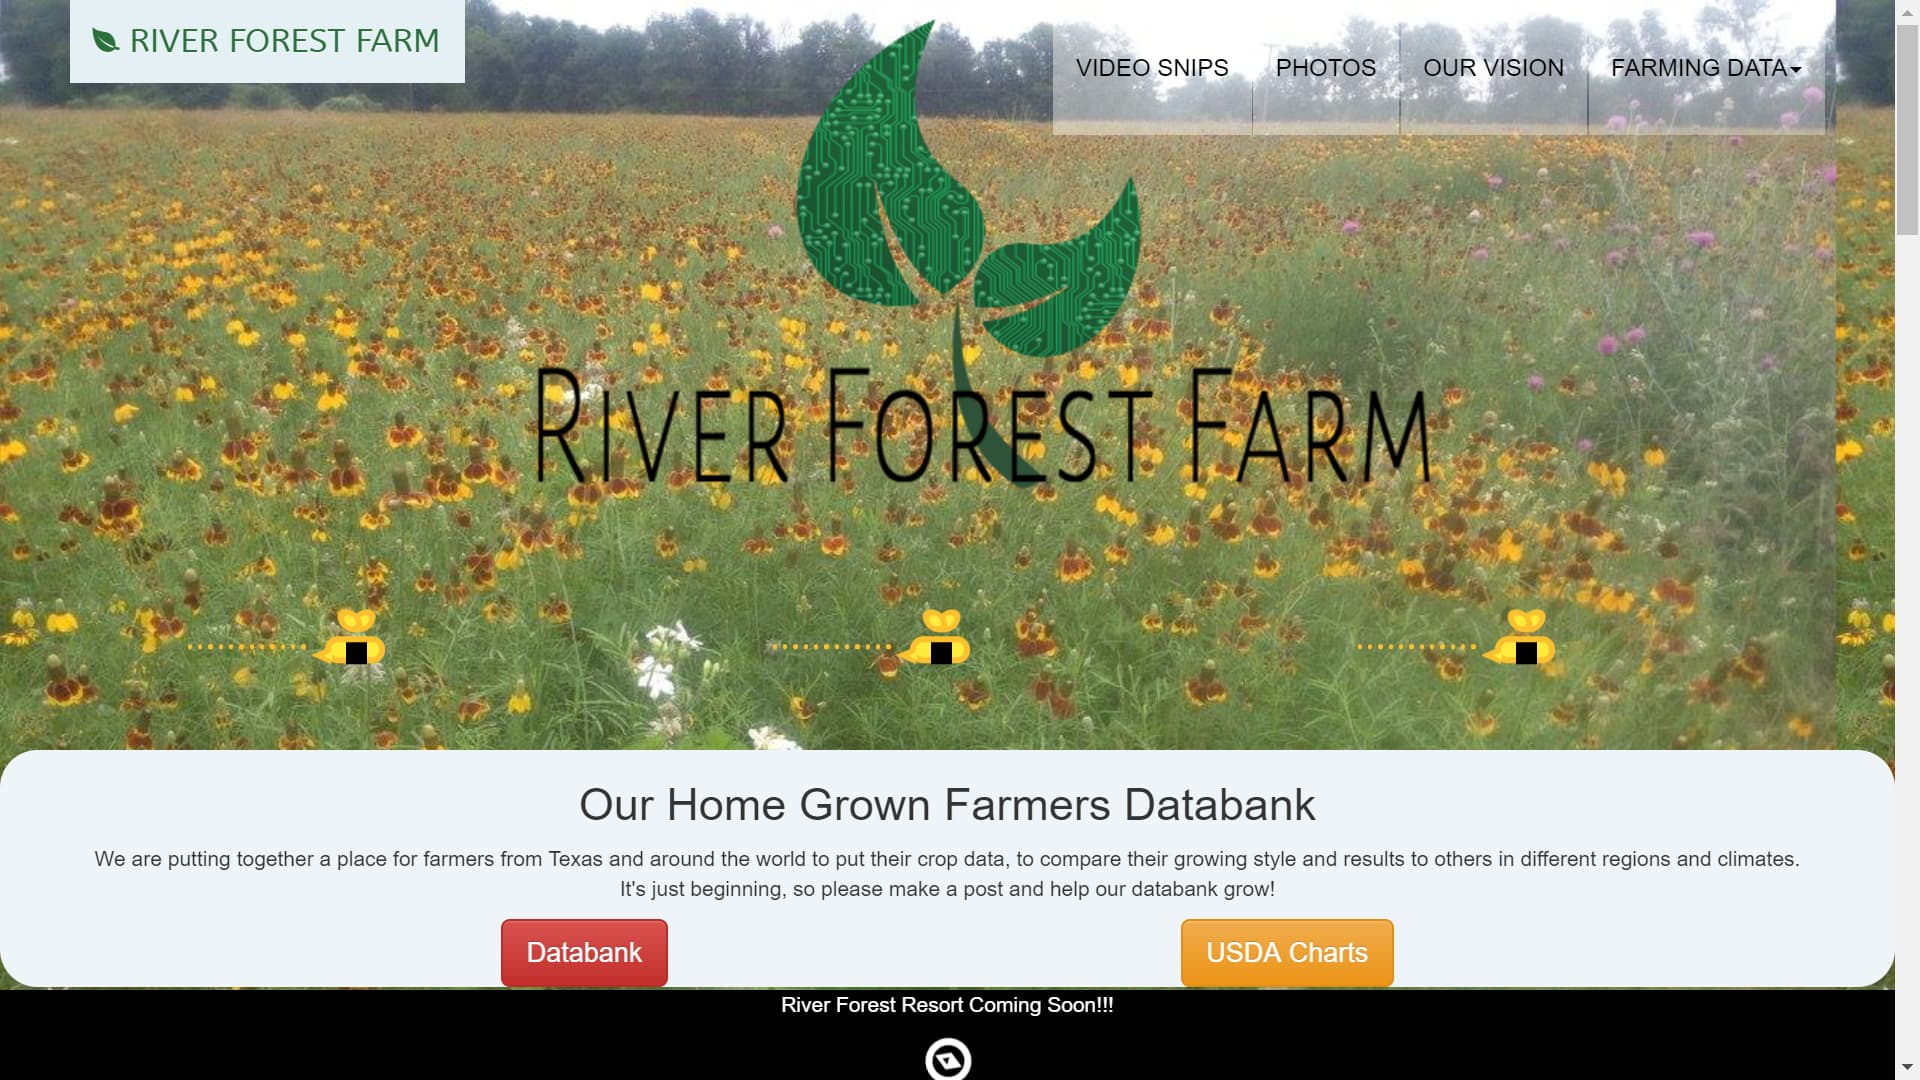 RIVER FOREST FARM
VIDEO SNIPS
PHOTOS
OUR VISION
FARMING DATA
RIVER FOREST FARM
Our Home Grown Farmers Databank
We are putting together a place for farmers from Texas and around the world to put their crop data, to compare their growing style and results to others in different regions and climates.
It's just beginning, so please make a post and help our databank grow!
Databank
USDA Charts
River Forest Resort Coming Soon!!!